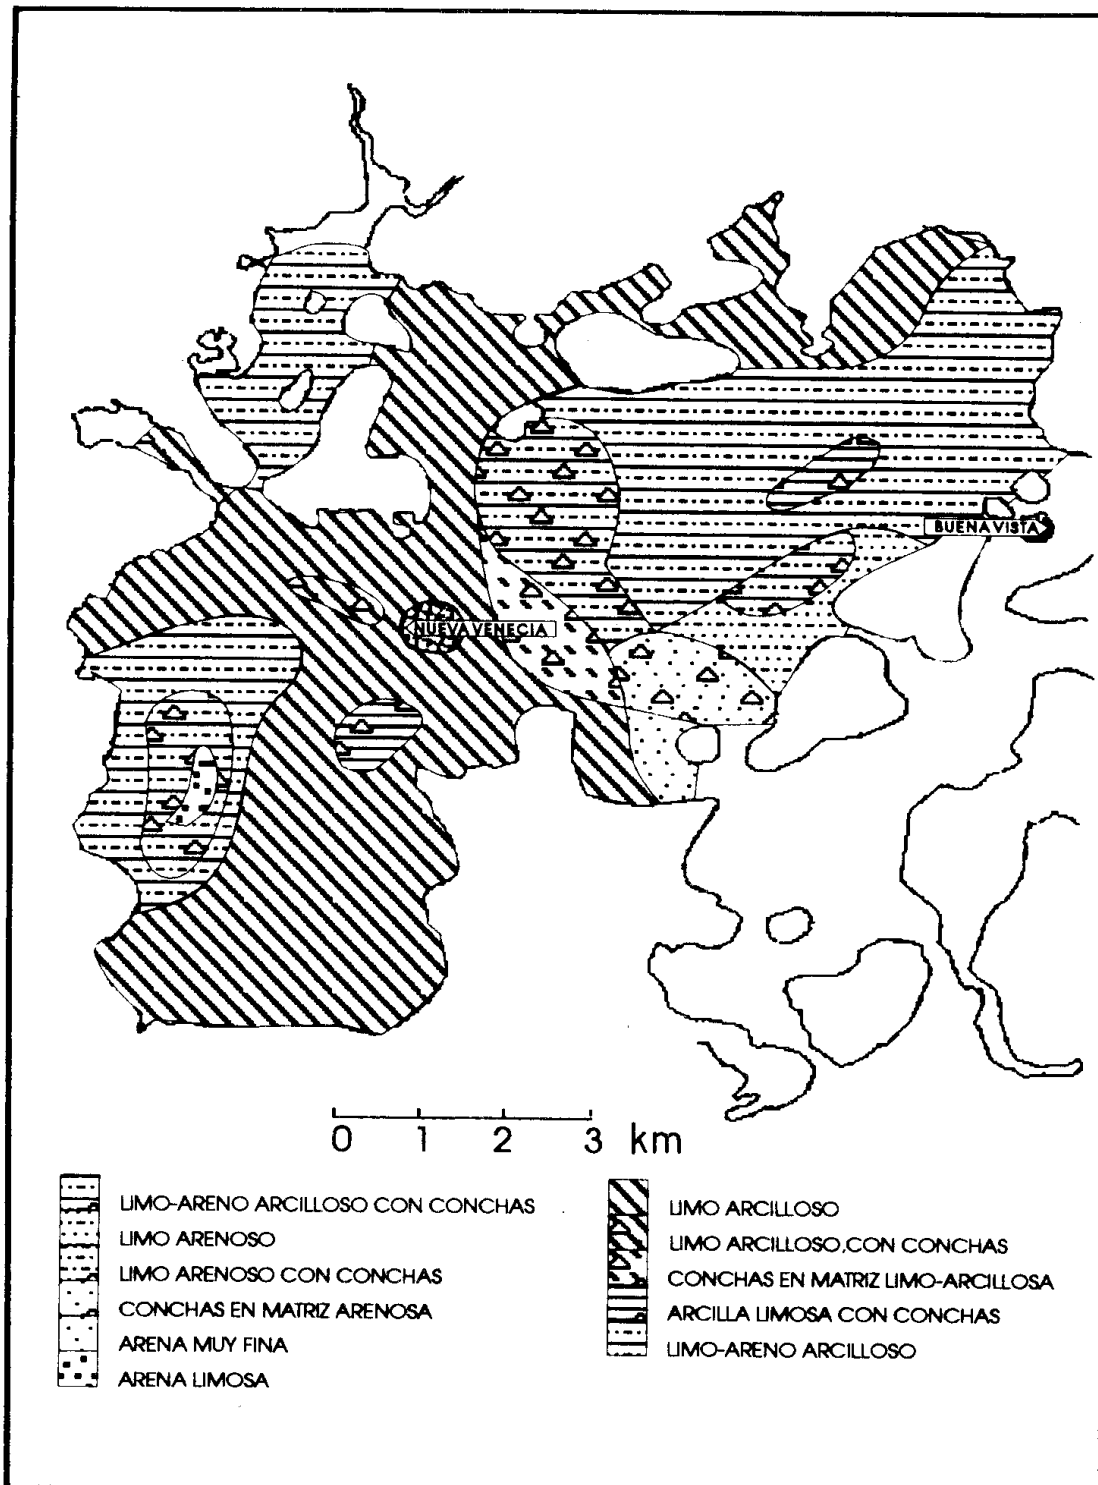 BUENA VISTA
NUEVA VENECIA
0 1 2 3 km
LIMO-ARENO ARCILLOSO CON CONCHAS
LIMO ARENOSO
LIMO ARENOSO CON CONCHAS
CONCHAS EN MATRIZ ARENOSA
ARENA MUY FINA
ARENA LIMOSA
LIMO ARCILLOSO
LIMO ARCILLOSO, CON CONCHAS
CONCHAS EN MATRIZ LIMO-ARCILLOSA
ARCILLA LIMOSA CON CONCHAS
LIMO-ARENO ARCILLOSO